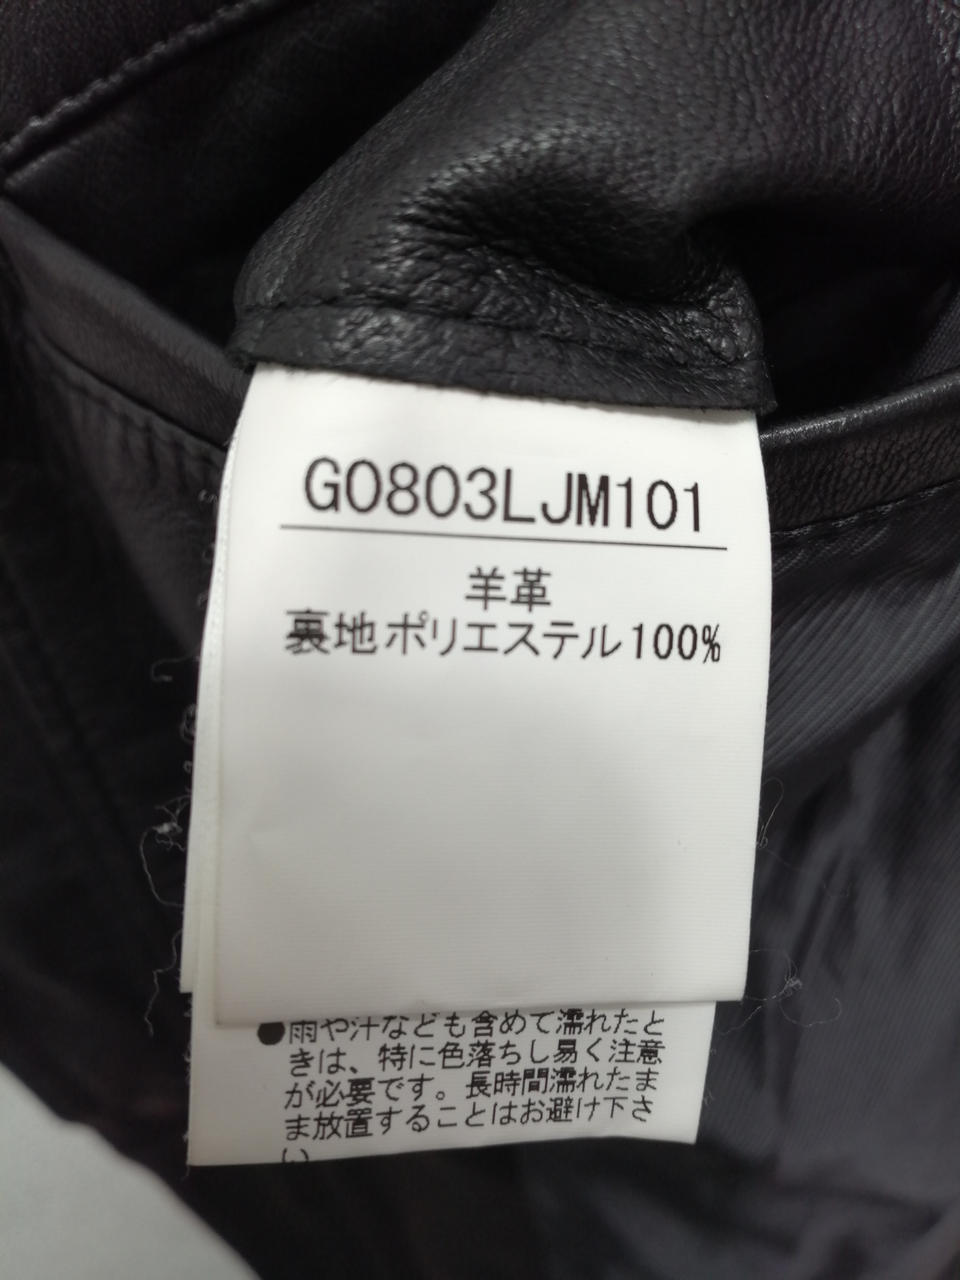 G0803LJM101
羊革
裏地ポリエステル100%
●雨や汗なども含めて濡れたと
きは、特に色落ちし易く注意
が必要です。長時間濡れたま
ま放置することはお避け下さ
い